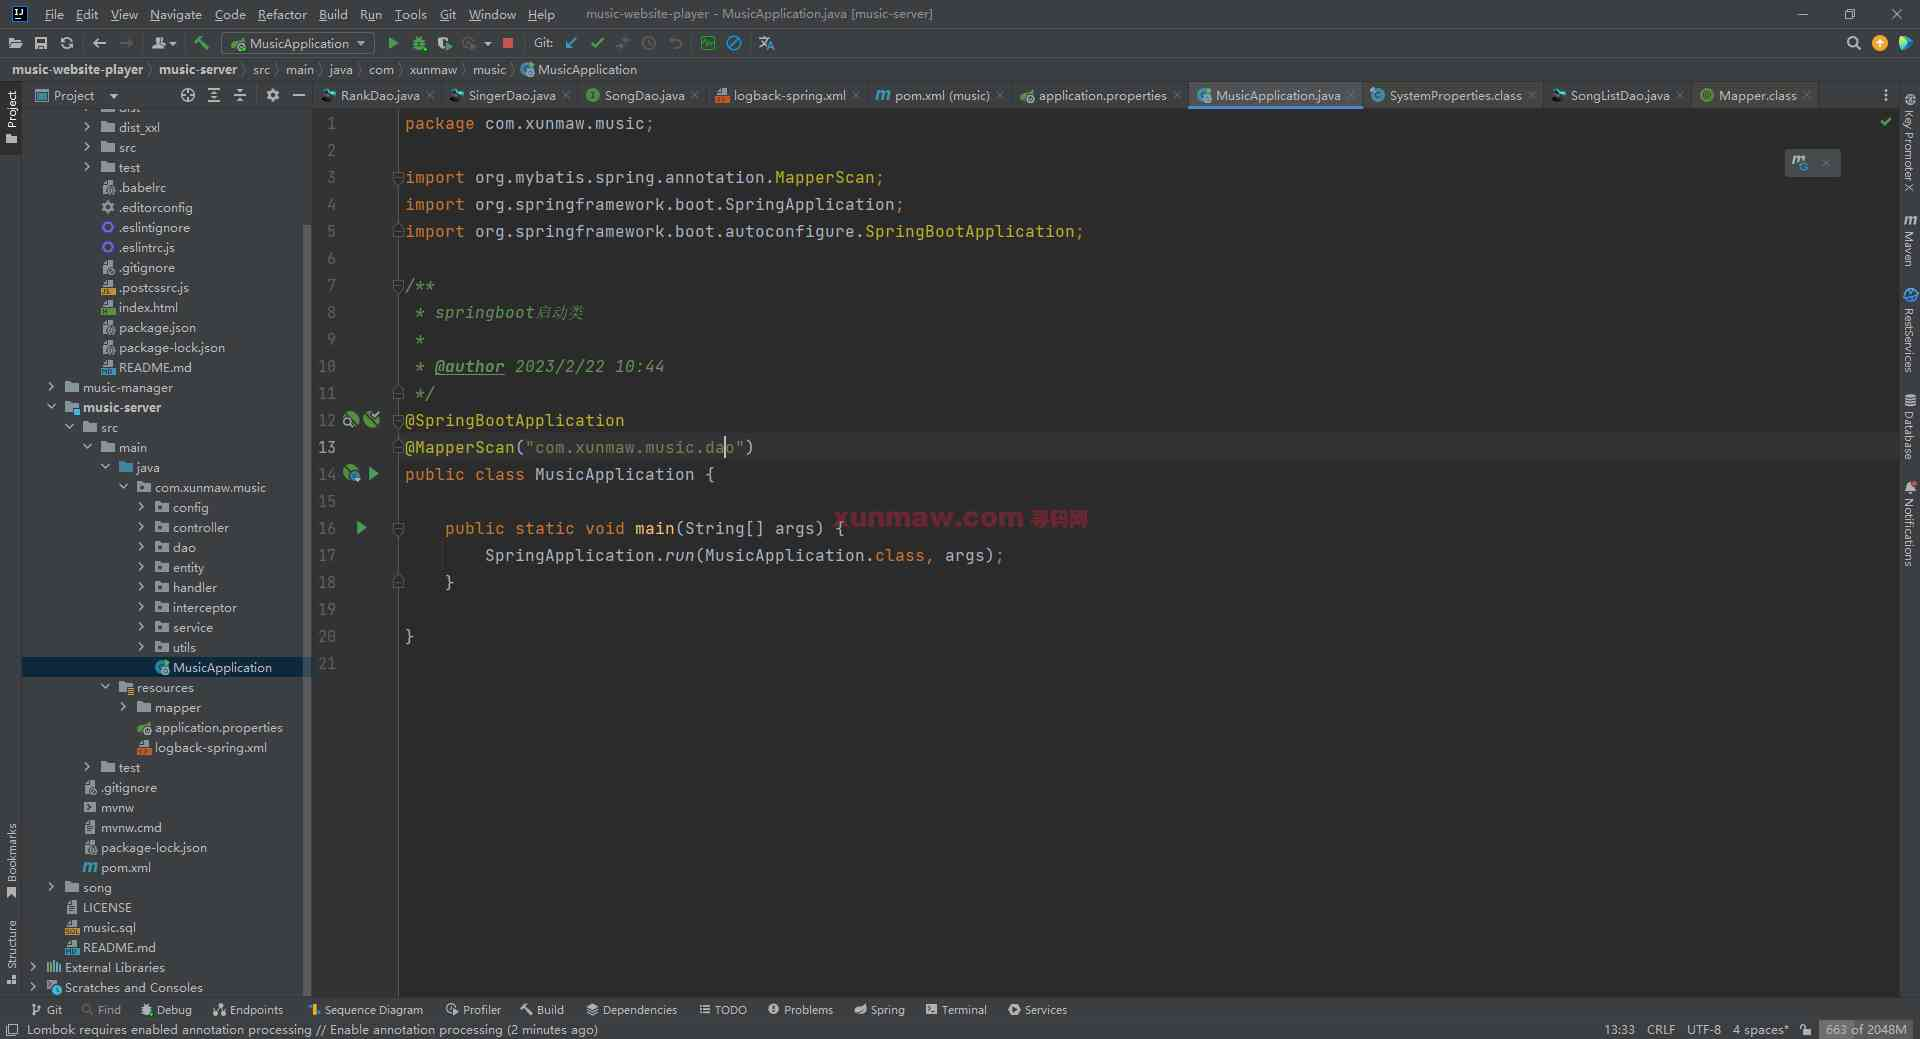 File Edit View Navigate Code Refactor Build Run Tools Git Window Help music-website-player - MusicApplication.java [music-server]
MusicApplication Git:
music-website-player music-server src main java com xunmaw music MusicApplication
Project RankDao.java SingerDao.java SongDao.java logback-spring.xml pom.xml (music) application.properties MusicApplication.java SystemProperties.class SongListDao.java Mapper.class
Project
dist
dist_xxl
src
test
.babelrc
.editorconfig
.eslintignore
.eslintrc.js
.gitignore
.postcssrc.js
index.html
package.json
package-lock.json
README.md
music-manager
music-server
src
main
java
com.xunmaw.music
config
controller
dao
entity
handler
interceptor
service
utils
MusicApplication
resources
mapper
application.properties
logback-spring.xml
test
.gitignore
mvnw
mvnw.cmd
package-lock.json
pom.xml
song
LICENSE
music.sql
README.md
External Libraries
Scratches and Consoles
Bookmarks
Structure
1 package com.xunmaw.music;
2
3 import org.mybatis.spring.annotation.MapperScan;
4 import org.springframework.boot.SpringApplication;
5 import org.springframework.boot.autoconfigure.SpringBootApplication;
6
7 /**
8 * springboot启动类
9 *
10 * @author 2023/2/22 10:44
11 */
12 @SpringBootApplication
13 @MapperScan("com.xunmaw.music.dao")
14 public class MusicApplication {
15
16 public static void main(String[] args) {
17 SpringApplication.run(MusicApplication.class, args);
18 }
19
20 }
21
xunmaw.com 寻码网
Key Promoter X
Maven
RestServices
Database
Notifications
Git Find Debug Endpoints Sequence Diagram Profiler Build Dependencies TODO Problems Spring Terminal Services
Lombok requires enabled annotation processing // Enable annotation processing (2 minutes ago) 13:33 CRLF UTF-8 4 spaces* 663 of 2048M